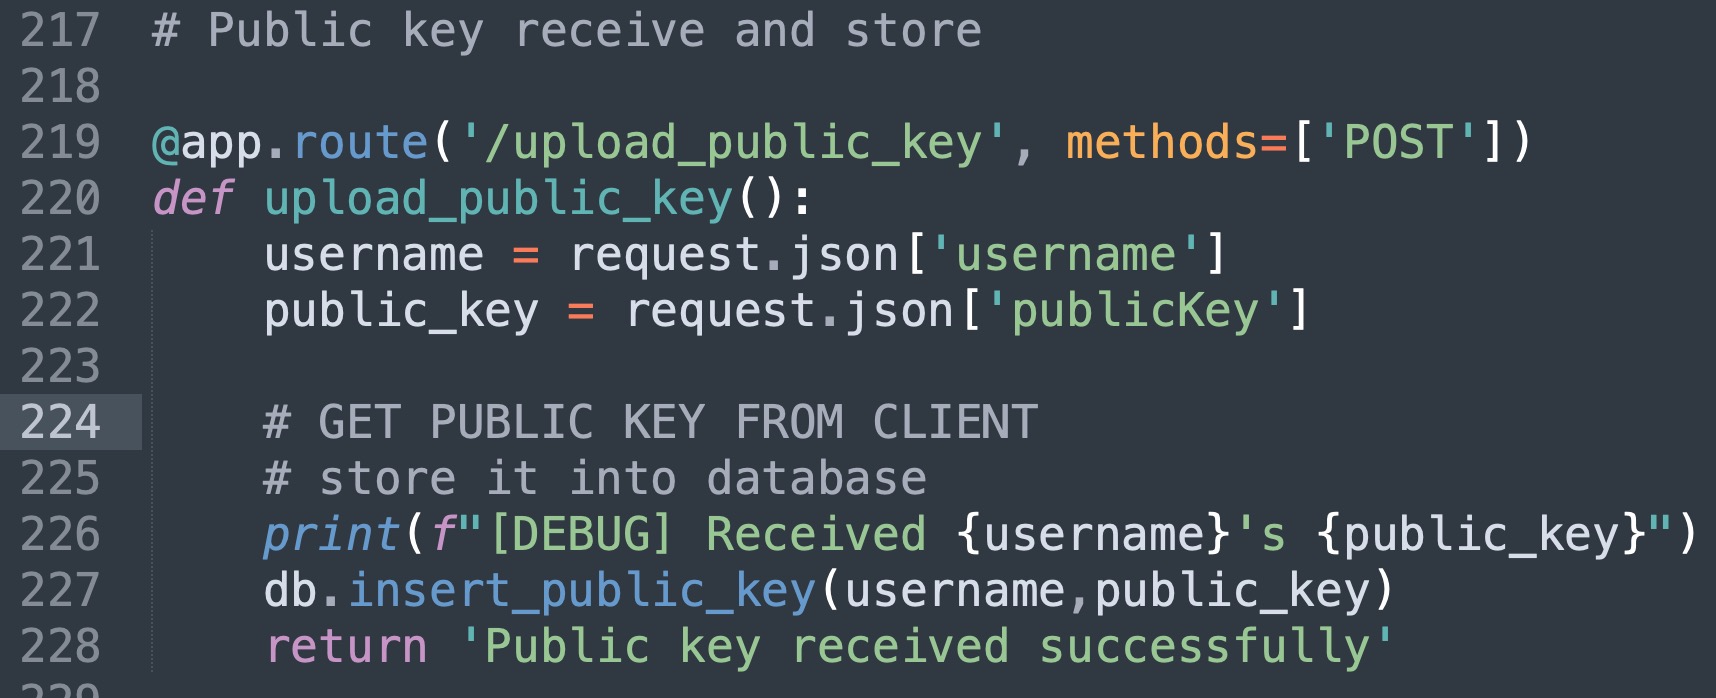 217 # Public key receive and store
218
219 @app.route('/upload_public_key', methods=['POST'])
220 def upload_public_key():
221     username = request.json['username']
222     public_key = request.json['publicKey']
223
224     # GET PUBLIC KEY FROM CLIENT
225     # store it into database
226     print(f"[DEBUG] Received {username}'s {public_key}")
227     db.insert_public_key(username,public_key)
228     return 'Public key received successfully'
229